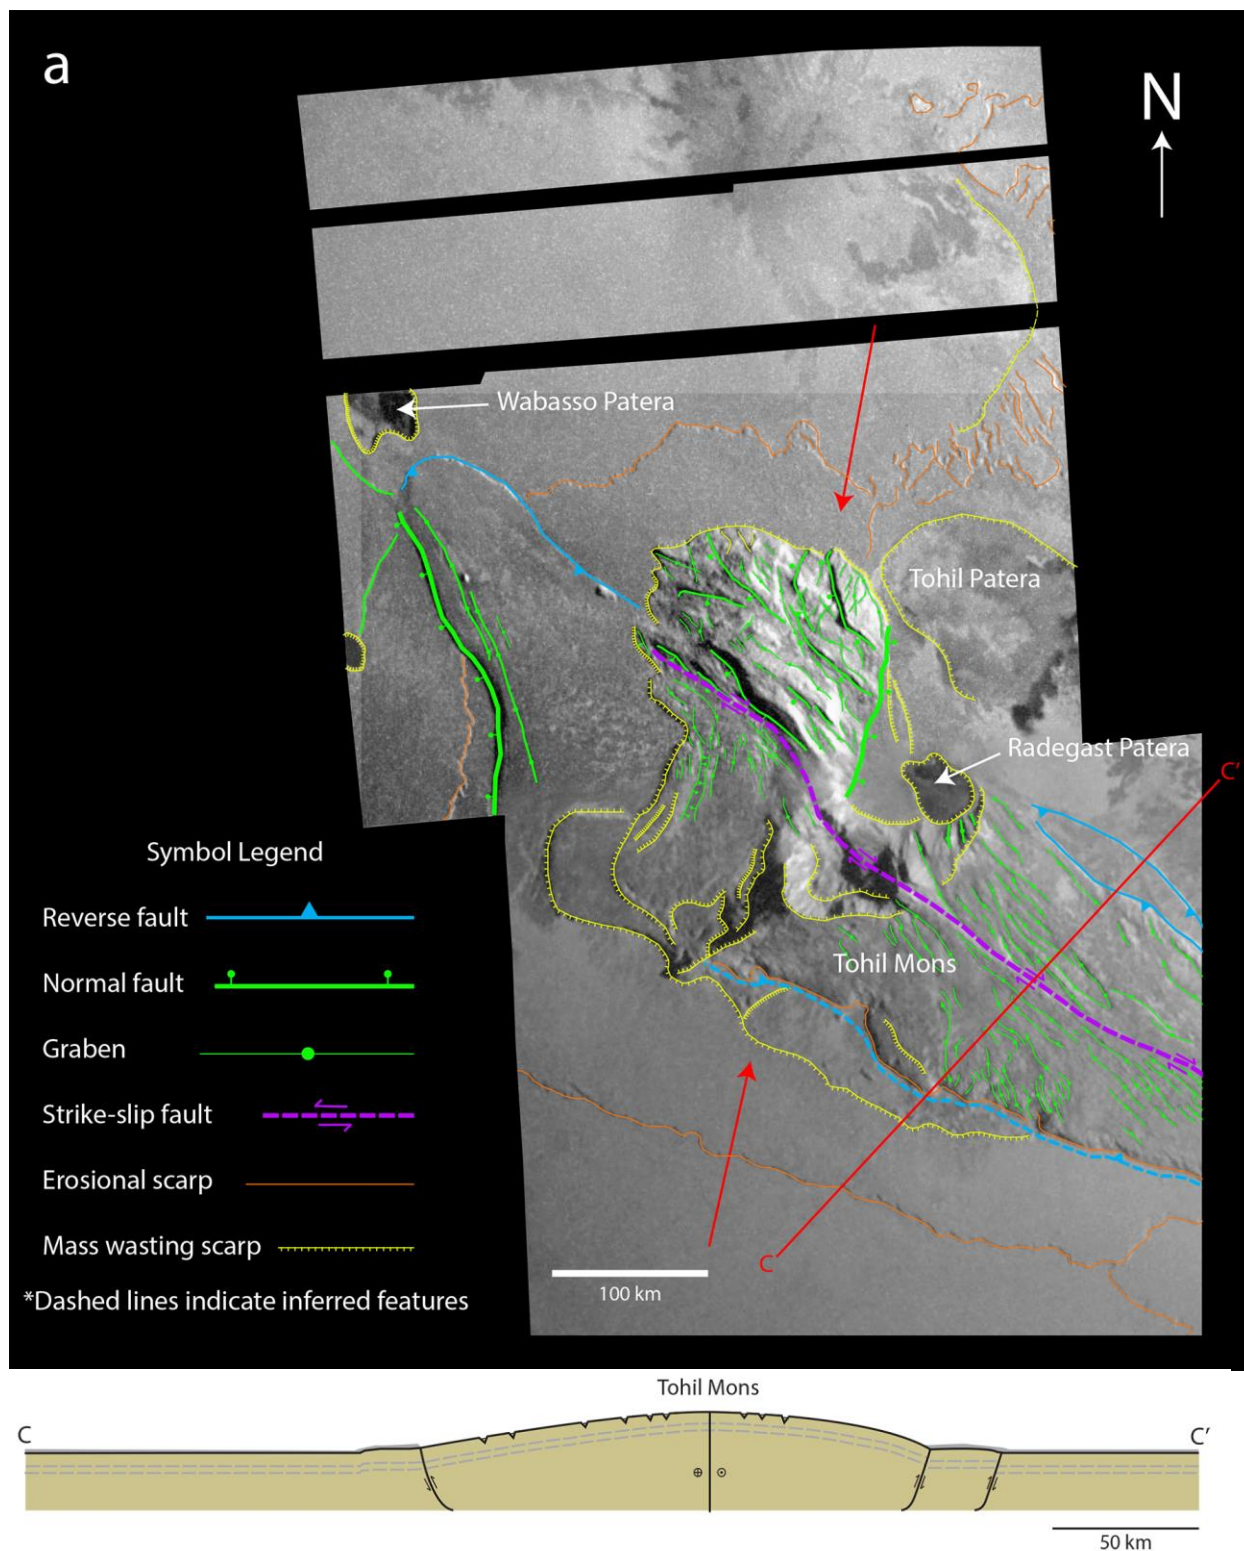 a
N
Wabasso Patera
Tohil Patera
Radegast Patera
C'
Symbol Legend
Reverse fault
Normal fault
Tohil Mons
Graben
Strike-slip fault
Erosional scarp
Mass wasting scarp
C
100 km
*Dashed lines indicate inferred features
Tohil Mons
C
C'
50 km